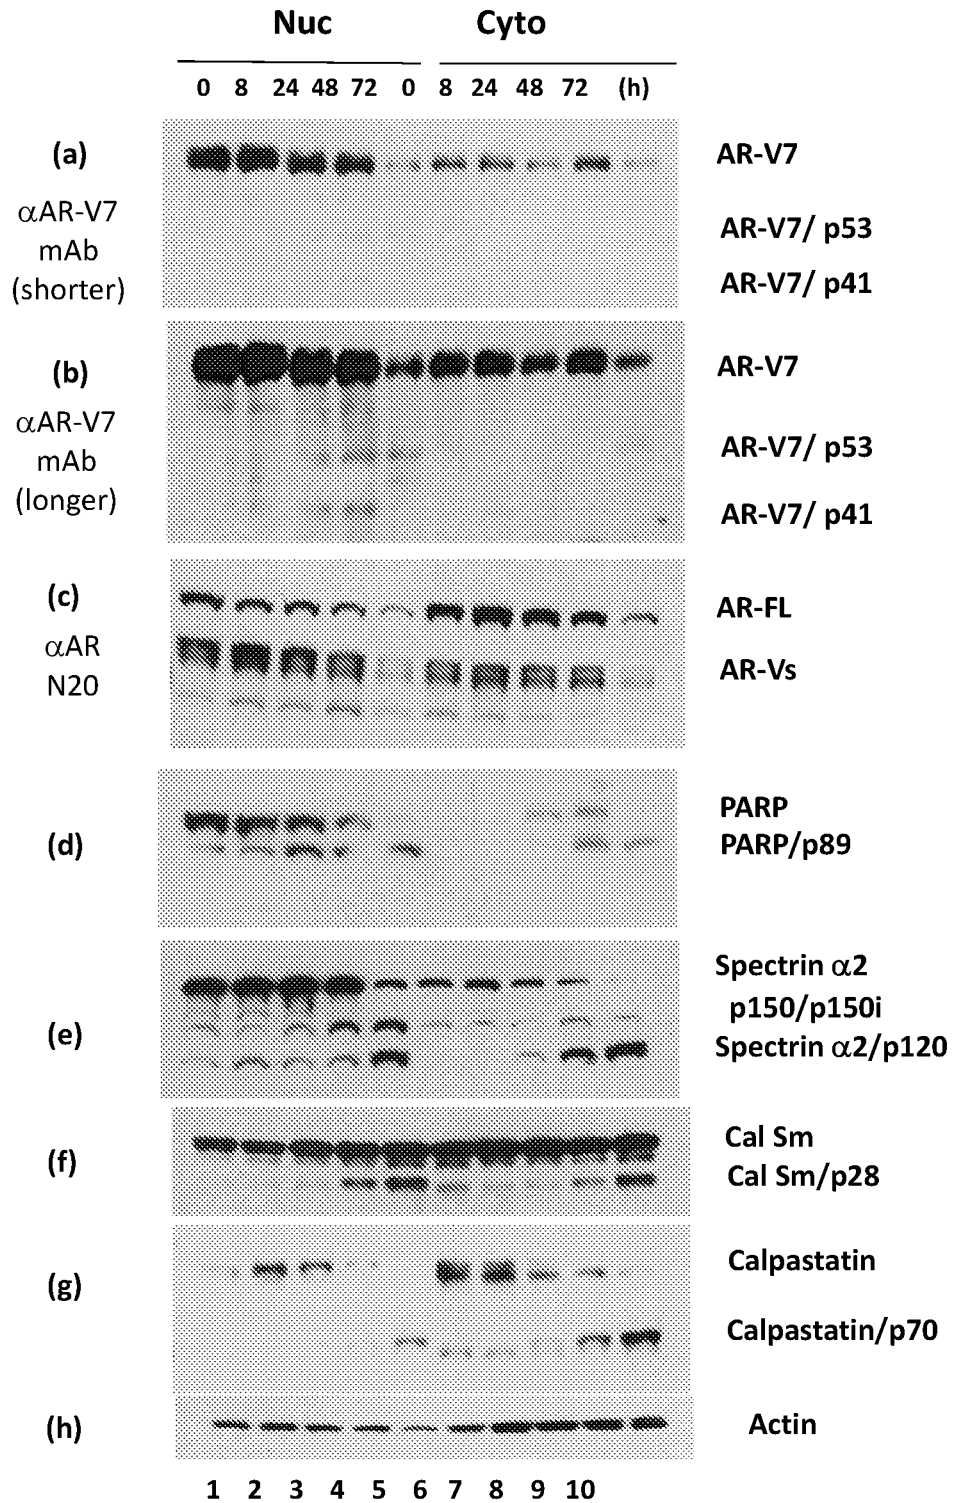 Nuc Cyto
0 8 24 48 72 0 8 24 48 72 (h)
(a)
αAR-V7
mAb
(shorter)
AR-V7
AR-V7/ p53
AR-V7/ p41
(b)
αAR-V7
mAb
(longer)
AR-V7
AR-V7/ p53
AR-V7/ p41
(c)
αAR
N20
AR-FL
AR-Vs
(d)
PARP
PARP/p89
(e)
Spectrin α2
p150/p150i
Spectrin α2/p120
(f)
Cal Sm
Cal Sm/p28
(g)
Calpastatin
Calpastatin/p70
(h)
Actin
1 2 3 4 5 6 7 8 9 10